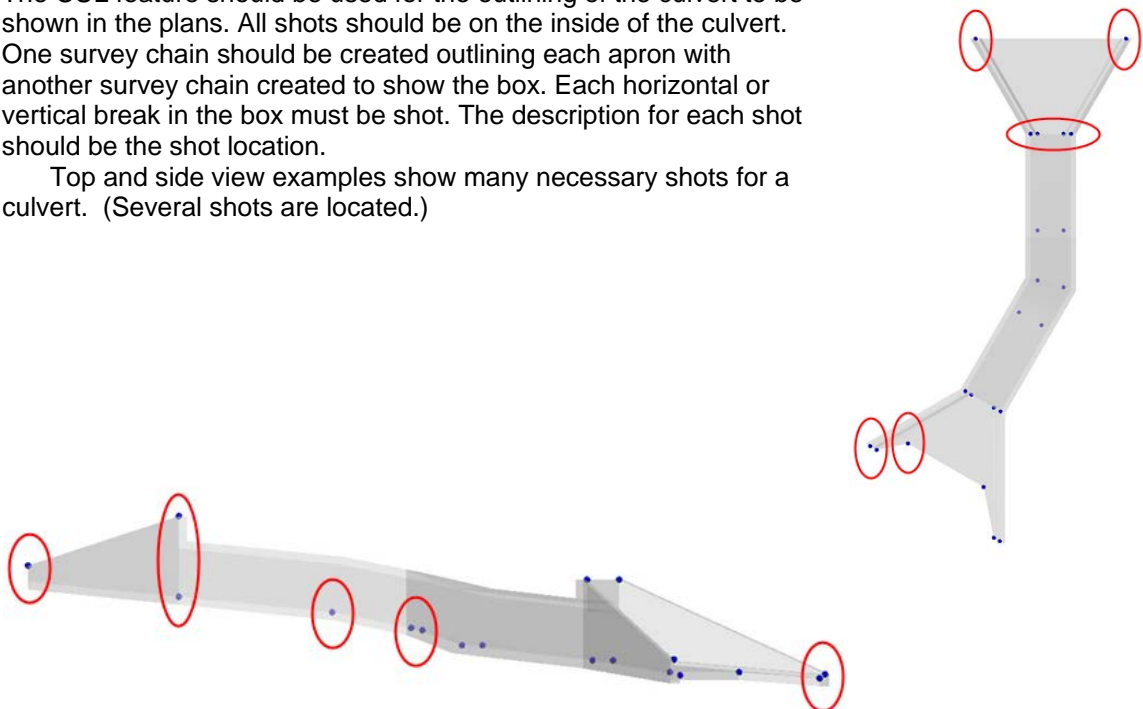 shown in the plans. All shots should be on the inside of the culvert.
One survey chain should be created outlining each apron with
another survey chain created to show the box. Each horizontal or
vertical break in the box must be shot. The description for each shot
should be the shot location.
Top and side view examples show many necessary shots for a
culvert. (Several shots are located.)